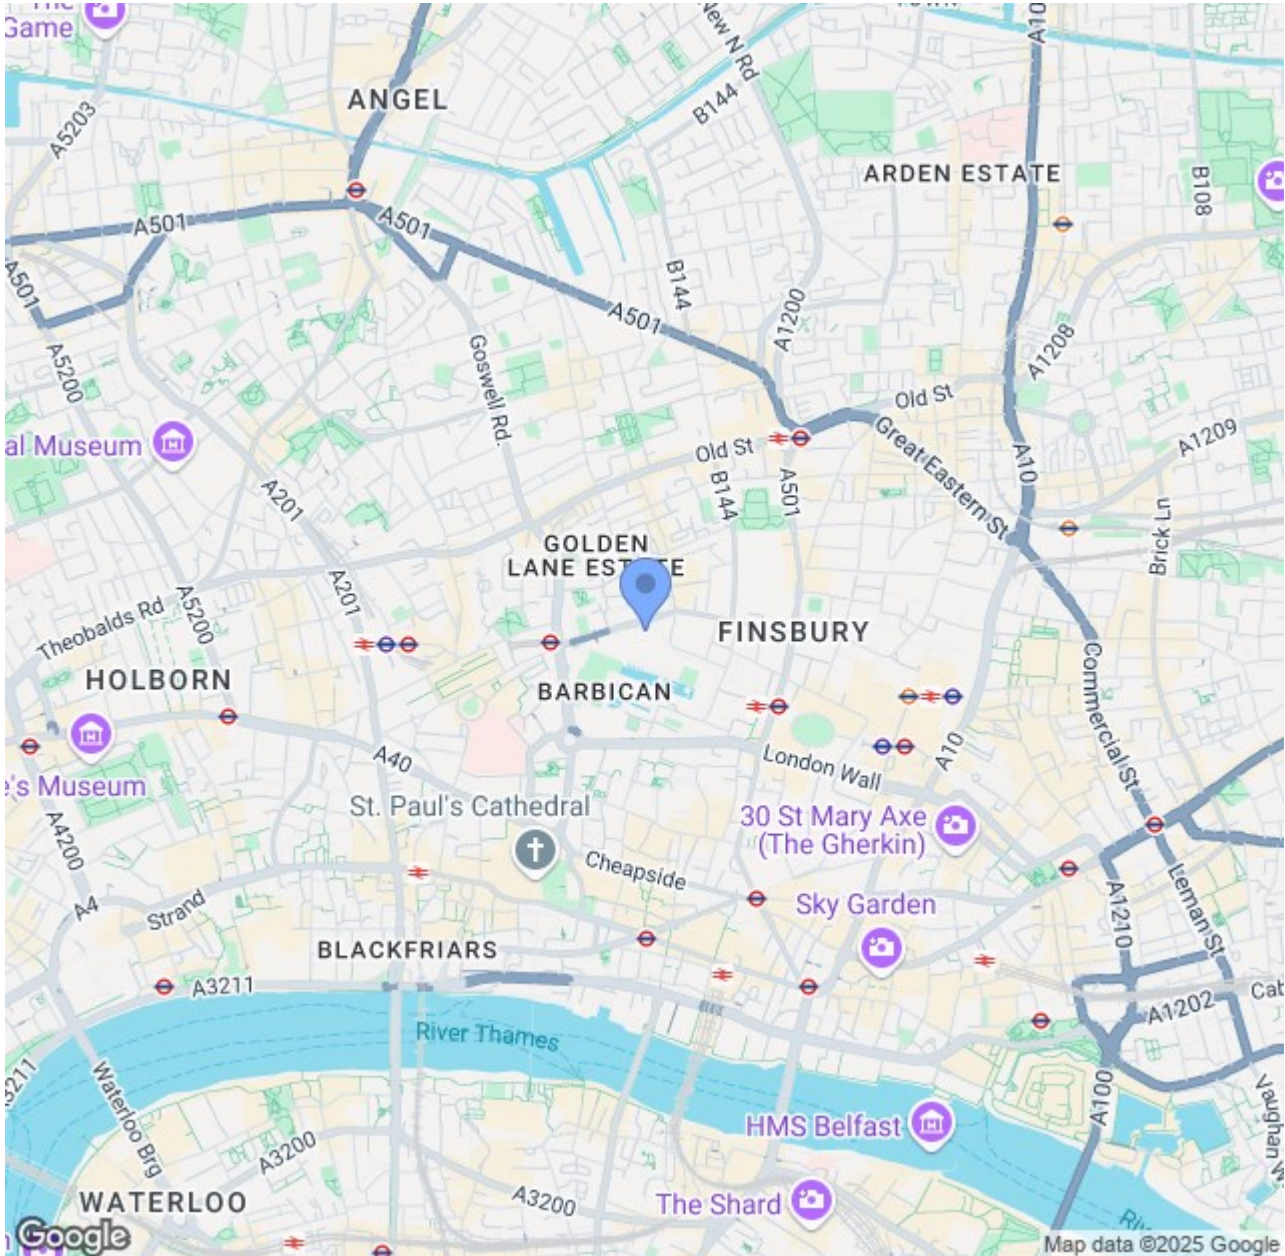 The
Game
New N Rd
TOWN
A10
ANGEL
B144
A5203
ARDEN ESTATE
B108
A501
A501
A501
B144
A501
A1200
A1208
A5200
Goswell Rd.
Old St
al Museum
Old St
Great Eastern St
A10
A1209
A201
B144
A501
Brick Ln
GOLDEN
LANE ESTATE
A201
A5200
Theobalds Rd
FINSBURY
HOLBORN
BARBICAN
Commercial St
A40
London Wall
A10
e's Museum
St. Paul's Cathedral
30 St Mary Axe
(The Gherkin)
A4200
Cheapside
Sky Garden
A4
Strand
A1210
Leman St
BLACKFRIARS
A3211
Cab
A1202
River Thames
3211
Waterloo Brg
A100
Vaughan W
HMS Belfast
A3200
A3200
WATERLOO
The Shard
Riv
Google
Map data ©2025 Google